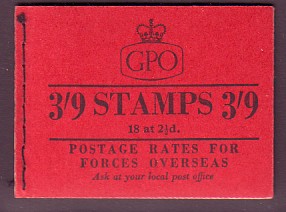 GPO
3'9 STAMPS 3'9
18 at 2½d.
POSTAGE RATES FOR
FORCES OVERSEAS
Ask at your local post office